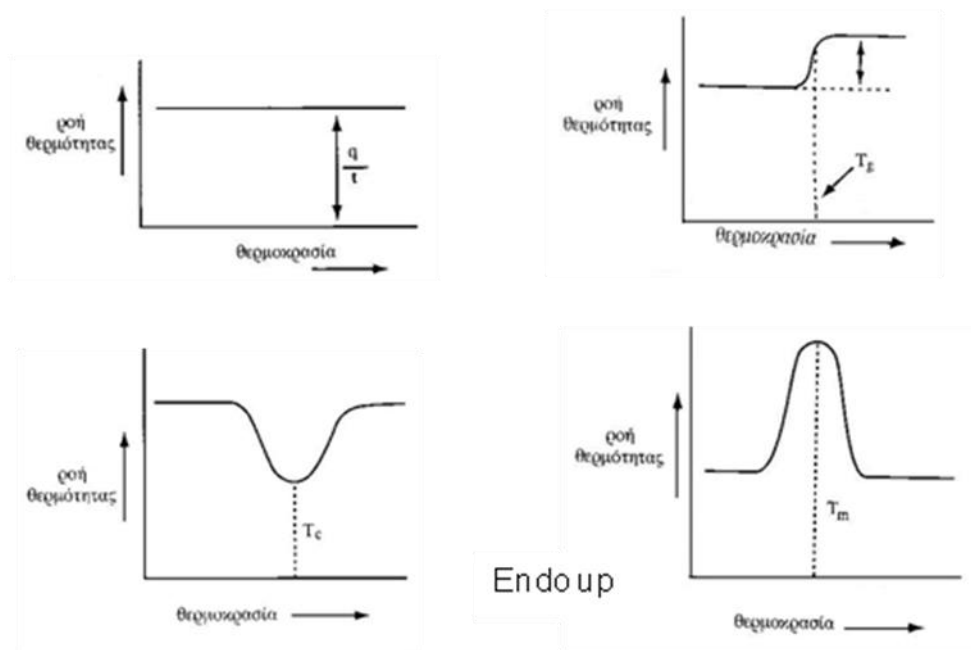 ροή
θερμότητας
q
t
θερμοκρασία
ροή
θερμότητας
Tg
θερμοκρασία
ροή
θερμότητας
Tc
θερμοκρασία
ροή
θερμότητας
Tm
Endo up
θερμοκρασία